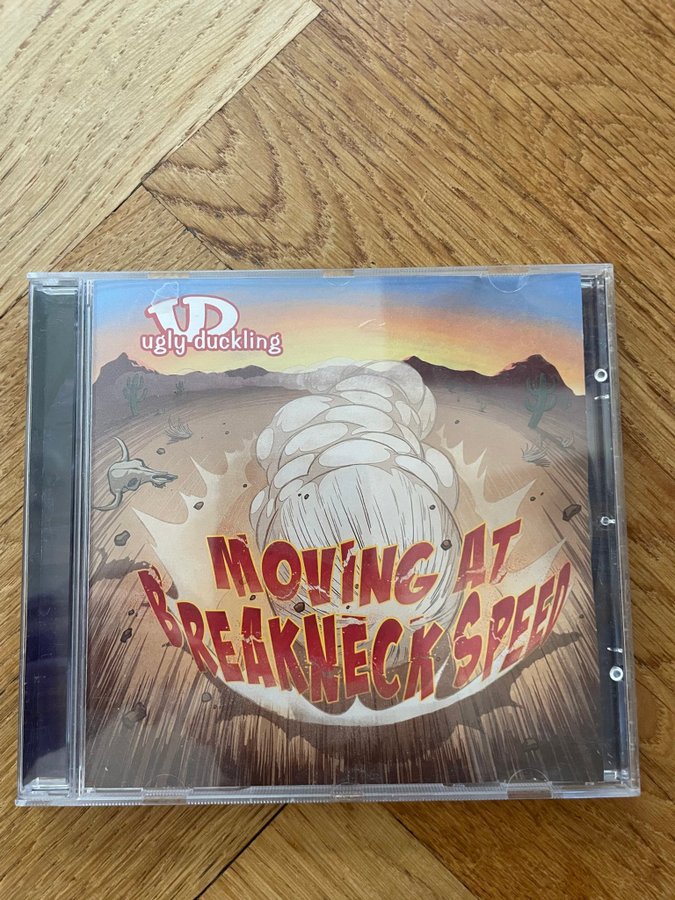 UD
ugly duckling
MOVING AT
BREAKNECK SPEED